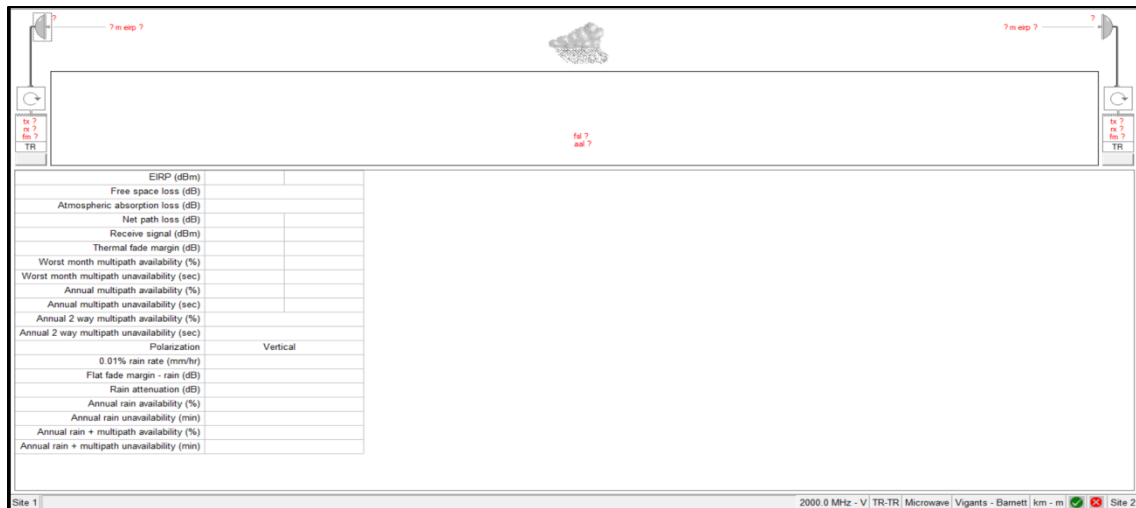 ?
? m eirp ?
? m eirp ?
?
tx ?
rx ?
fm ?
TR
fsl ?
aal ?
tx ?
rx ?
fm ?
TR
EIRP (dBm)
Free space loss (dB)
Atmospheric absorption loss (dB)
Net path loss (dB)
Receive signal (dBm)
Thermal fade margin (dB)
Worst month multipath availability (%)
Worst month multipath unavailability (sec)
Annual multipath availability (%)
Annual multipath unavailability (sec)
Annual 2 way multipath availability (%)
Annual 2 way multipath unavailability (sec)
Polarization Vertical
0.01% rain rate (mm/hr)
Flat fade margin - rain (dB)
Rain attenuation (dB)
Annual rain availability (%)
Annual rain unavailability (min)
Annual rain + multipath availability (%)
Annual rain + multipath unavailability (min)
Site 1 2000.0 MHz - V TR-TR Microwave Vigants - Barnett km - m Site 2